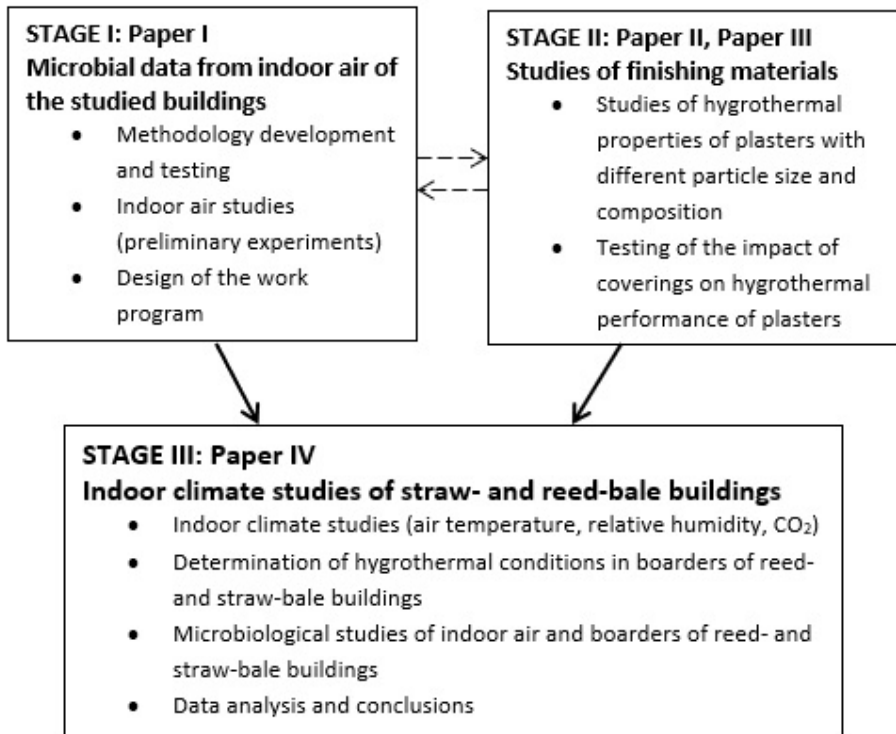 STAGE I: Paper I
Microbial data from indoor air of
the studied buildings
• Methodology development
and testing
• Indoor air studies
(preliminary experiments)
• Design of the work
program
STAGE II: Paper II, Paper III
Studies of finishing materials
• Studies of hygrothermal
properties of plasters with
different particle size and
composition
• Testing of the impact of
coverings on hygrothermal
performance of plasters
STAGE III: Paper IV
Indoor climate studies of straw- and reed-bale buildings
• Indoor climate studies (air temperature, relative humidity, CO₂)
• Determination of hygrothermal conditions in boarders of reed-
and straw-bale buildings
• Microbiological studies of indoor air and boarders of reed- and
straw-bale buildings
• Data analysis and conclusions